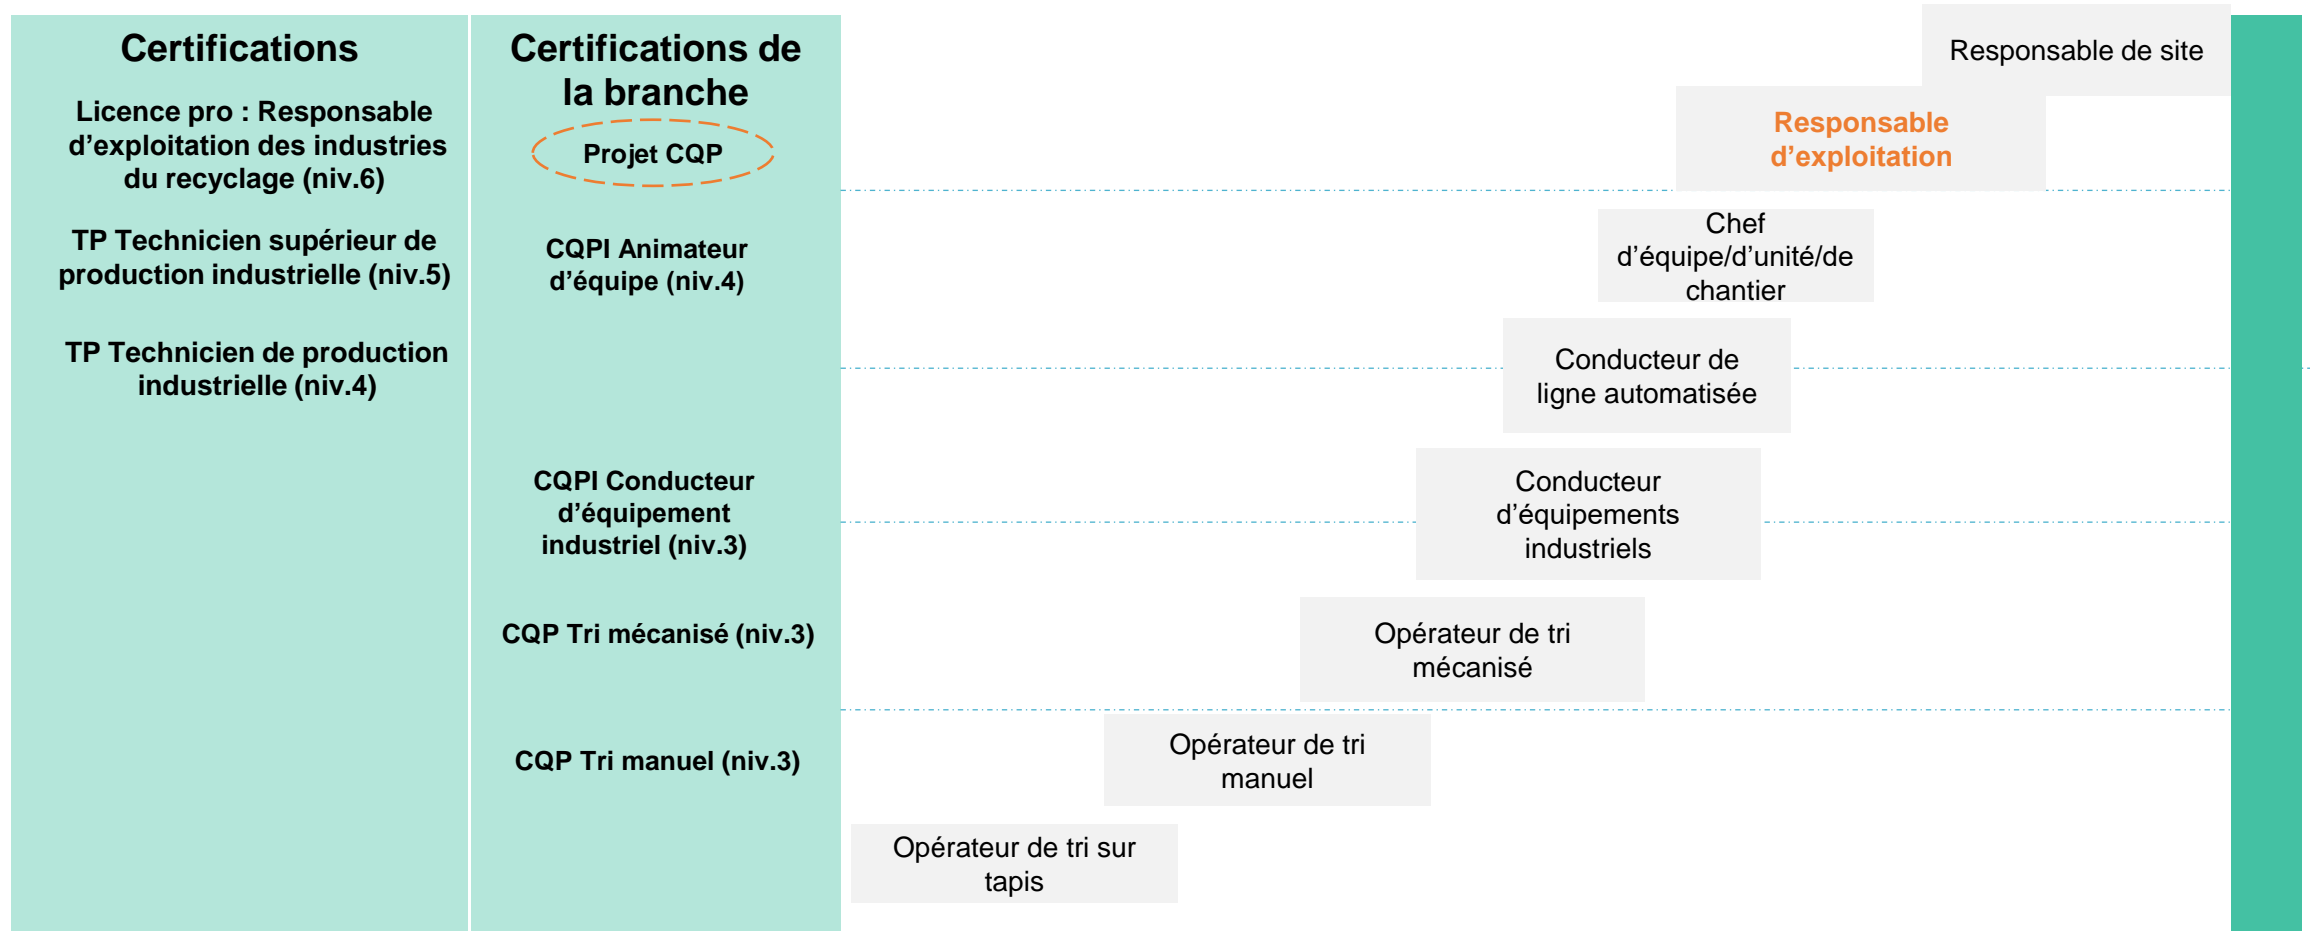 Certifications
Licence pro : Responsable
d’exploitation des industries
du recyclage (niv.6)
TP Technicien supérieur de
production industrielle (niv.5)
TP Technicien de production
industrielle (niv.4)
Certifications de
la branche
Projet CQP
CQPI Animateur
d’équipe (niv.4)
CQPI Conducteur
d’équipement
industriel (niv.3)
CQP Tri mécanisé (niv.3)
CQP Tri manuel (niv.3)
Responsable de site
Responsable
d’exploitation
Chef
d’équipe/d’unité/de
chantier
Conducteur de
ligne automatisée
Conducteur
d’équipements
industriels
Opérateur de tri
mécanisé
Opérateur de tri
manuel
Opérateur de tri sur
tapis